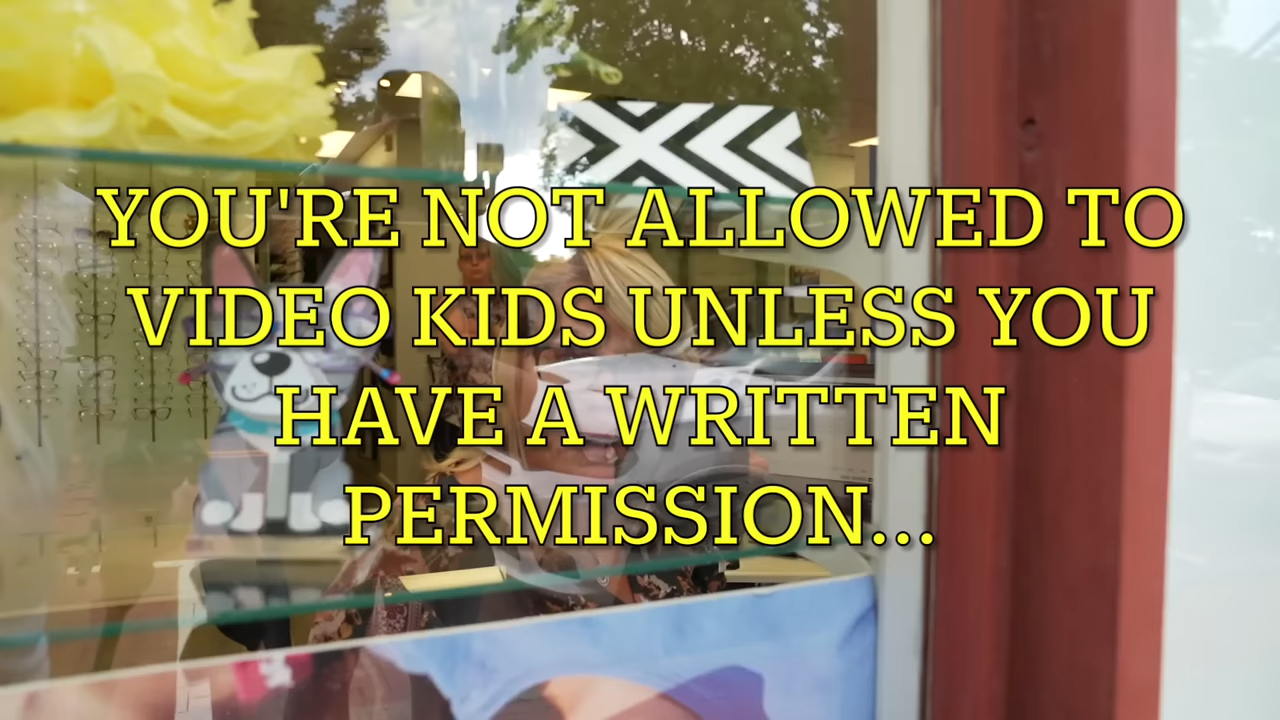 YOU'RE NOT ALLOWED TO
VIDEO KIDS UNLESS YOU
HAVE A WRITTEN
PERMISSION...